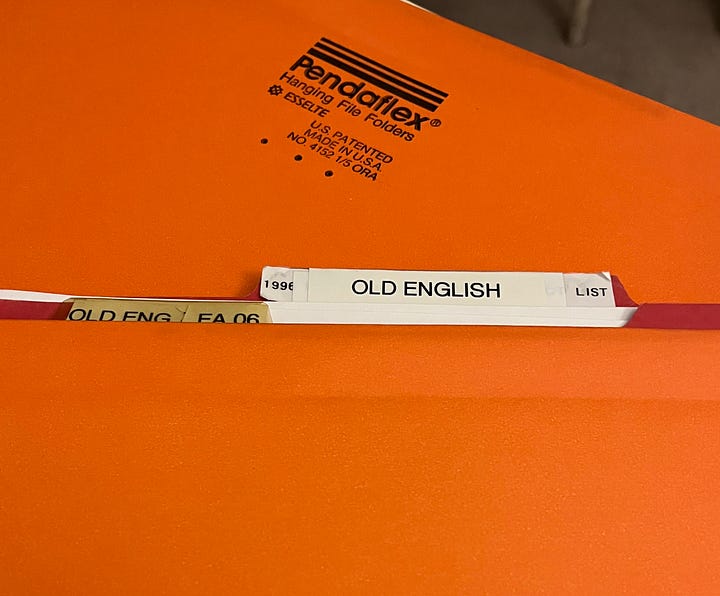 Pendaflex®
Hanging File Folders
ESSELTE
U.S. PATENTED
MADE IN U.S.A.
NO. 4152 1/5 ORA
1996 OLD ENGLISH LIST
OLD ENG EA 06